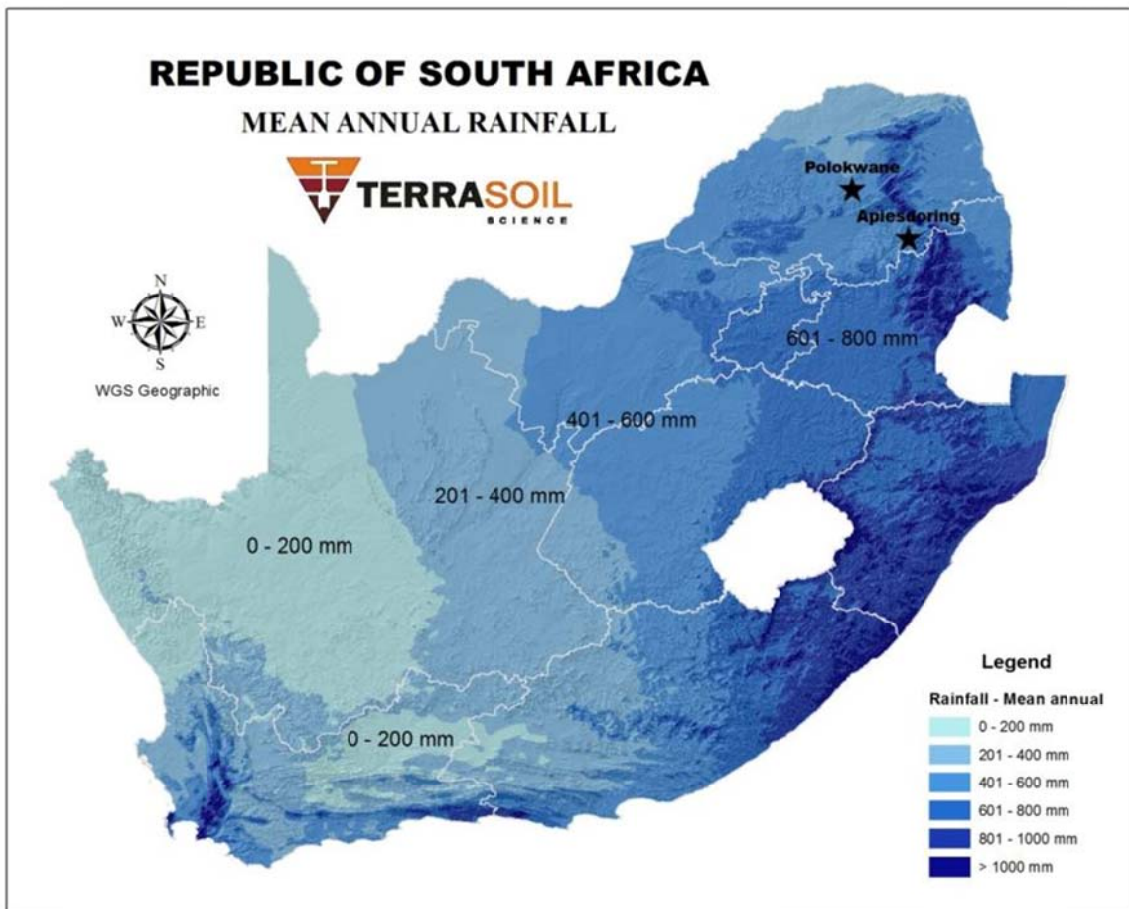 REPUBLIC OF SOUTH AFRICA
MEAN ANNUAL RAINFALL
TERRASOIL
SCIENCE
Polokwane
Apiesdoring
N
W E
S
WGS Geographic
601 - 800 mm
401 - 600 mm
201 - 400 mm
0 - 200 mm
0 - 200 mm
Legend
Rainfall - Mean annual
0 - 200 mm
201 - 400 mm
401 - 600 mm
601 - 800 mm
801 - 1000 mm
> 1000 mm